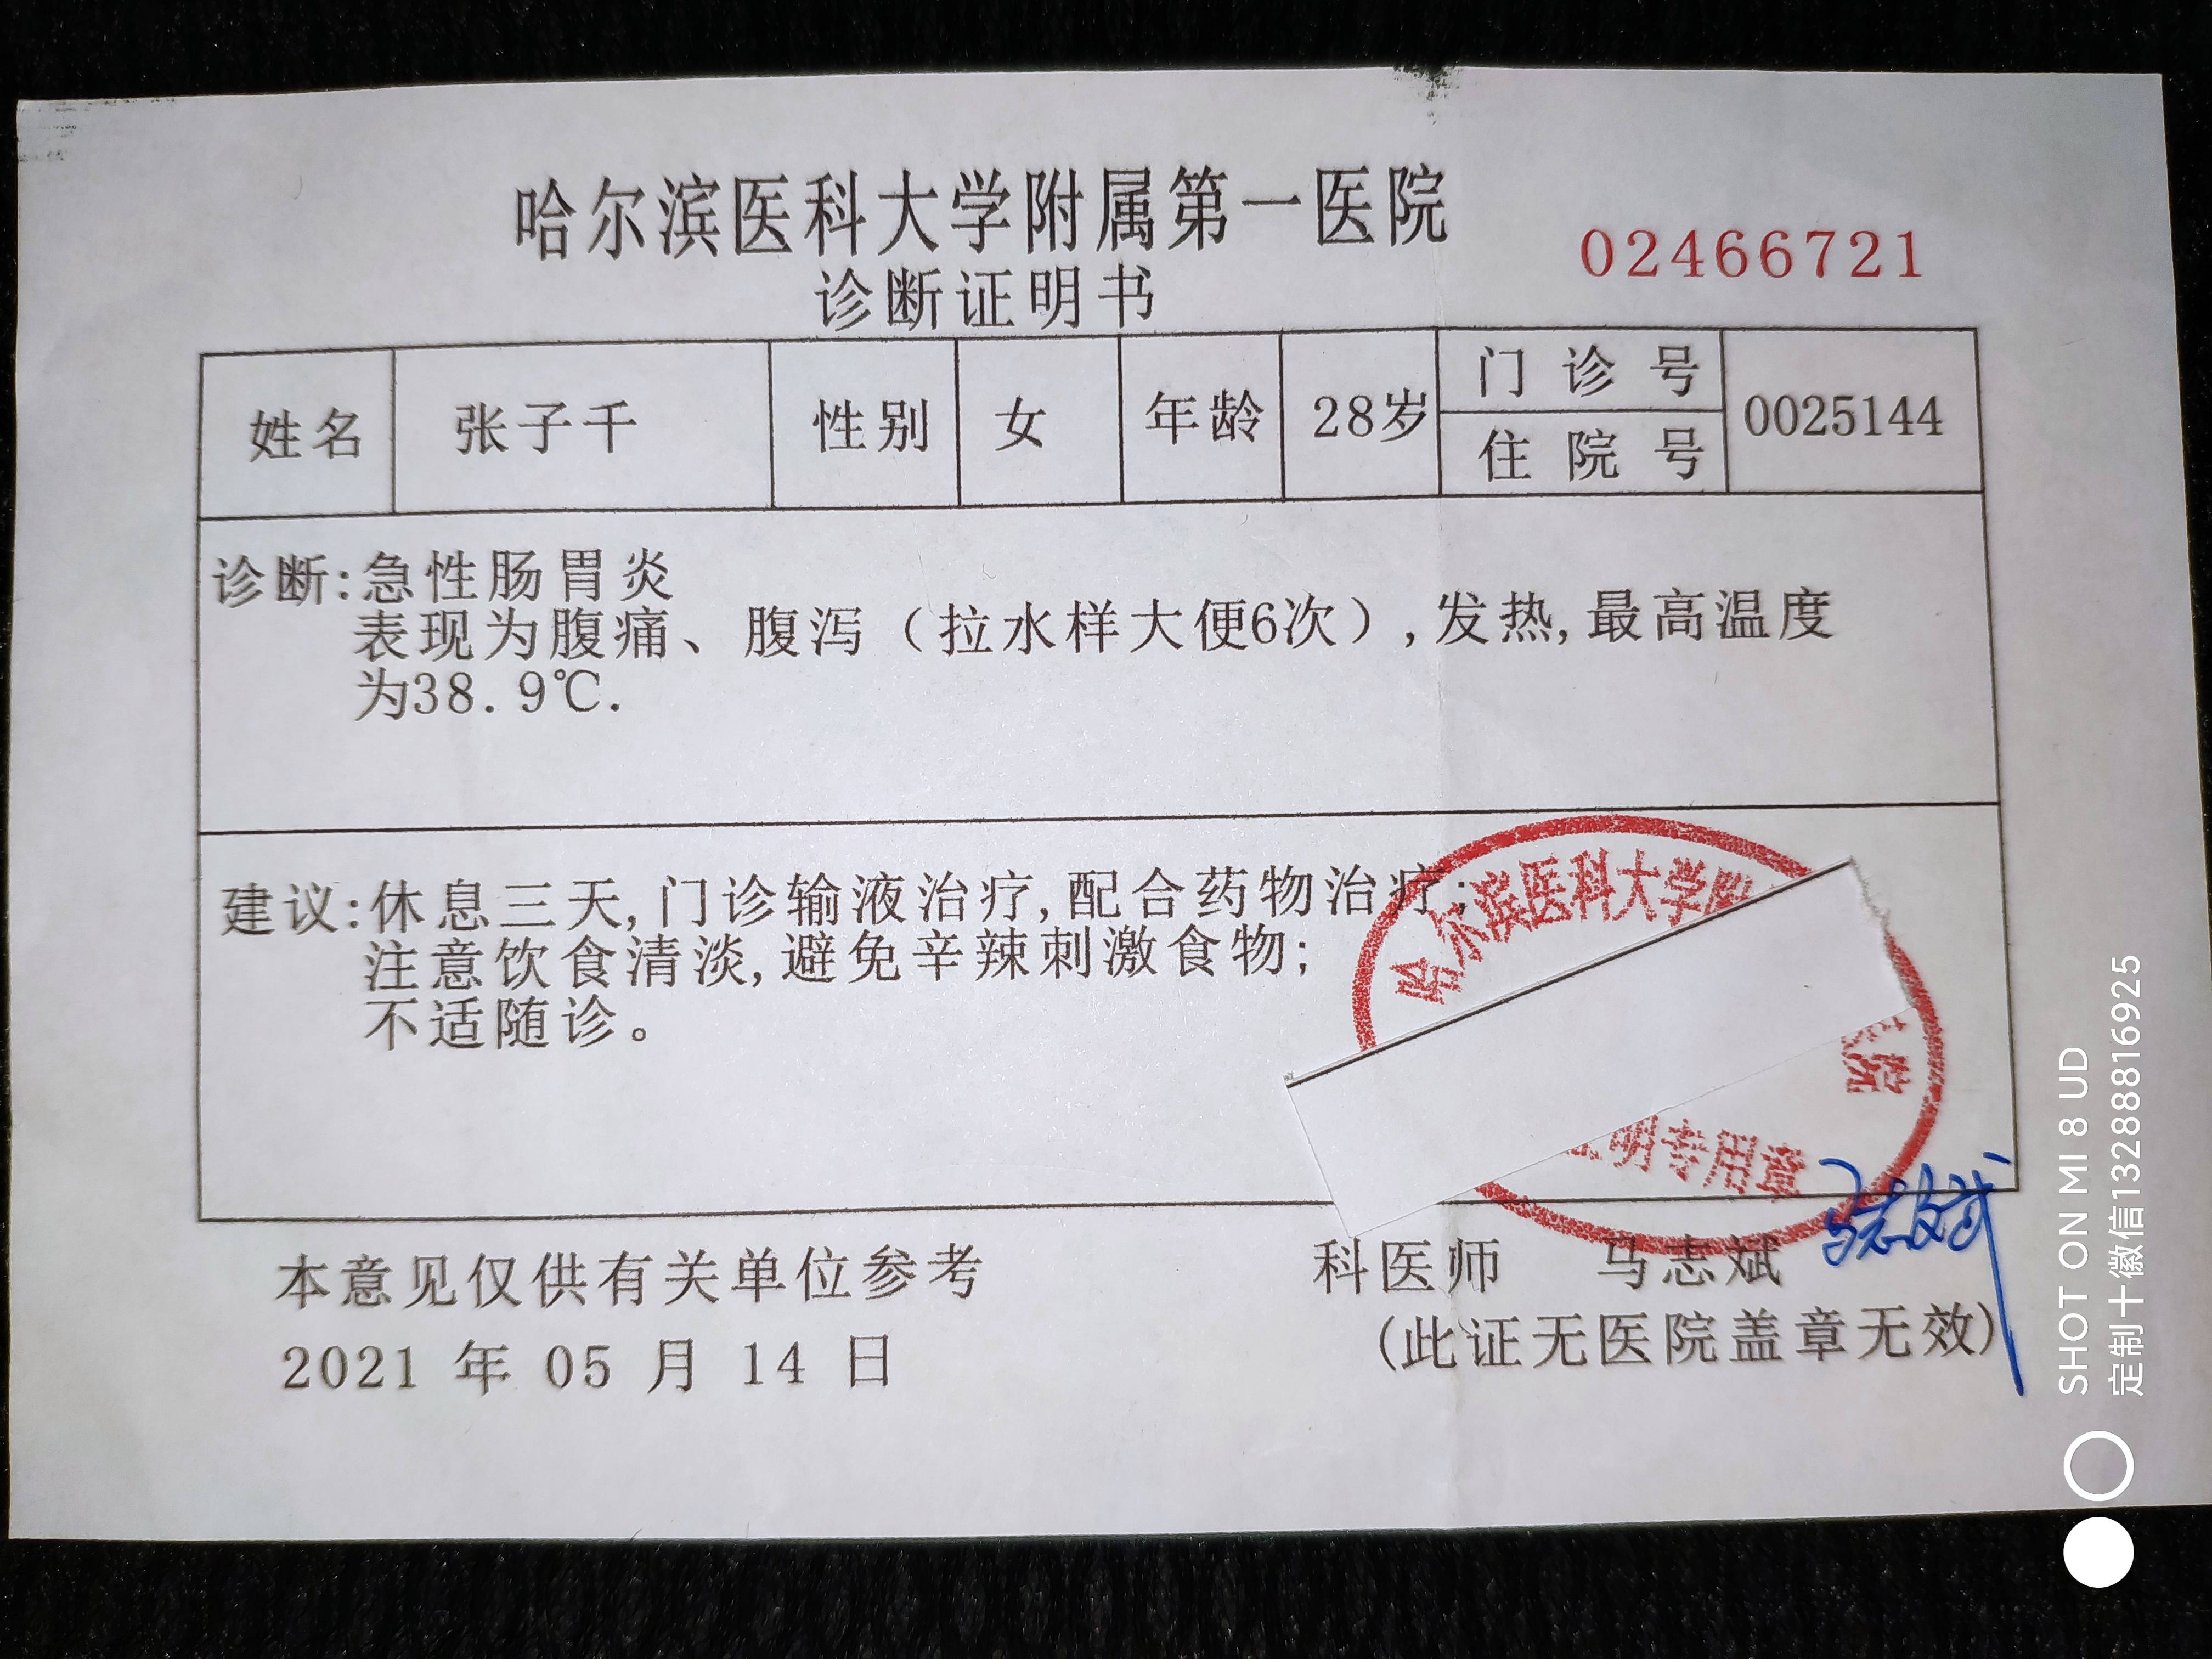 哈尔滨医科大学附属第一医院
02466721
诊断证明书
姓名 张子千 性别 女 年龄 28岁 门诊号 住院号 0025144
诊断:急性肠胃炎
表现为腹痛、腹泻（拉水样大便6次）,发热,最高温度
为38.9℃.
建议:休息三天,门诊输液治疗,配合药物治疗;
注意饮食清淡,避免辛辣刺激食物;
不适随诊。
哈尔滨医科大学附
院
明专用章
本意见仅供有关单位参考
科医师 马志斌 马志斌
(此证无医院盖章无效)
2021 年 05 月 14 日
SHOT ON MI 8 UD
定制十徽信13288816925